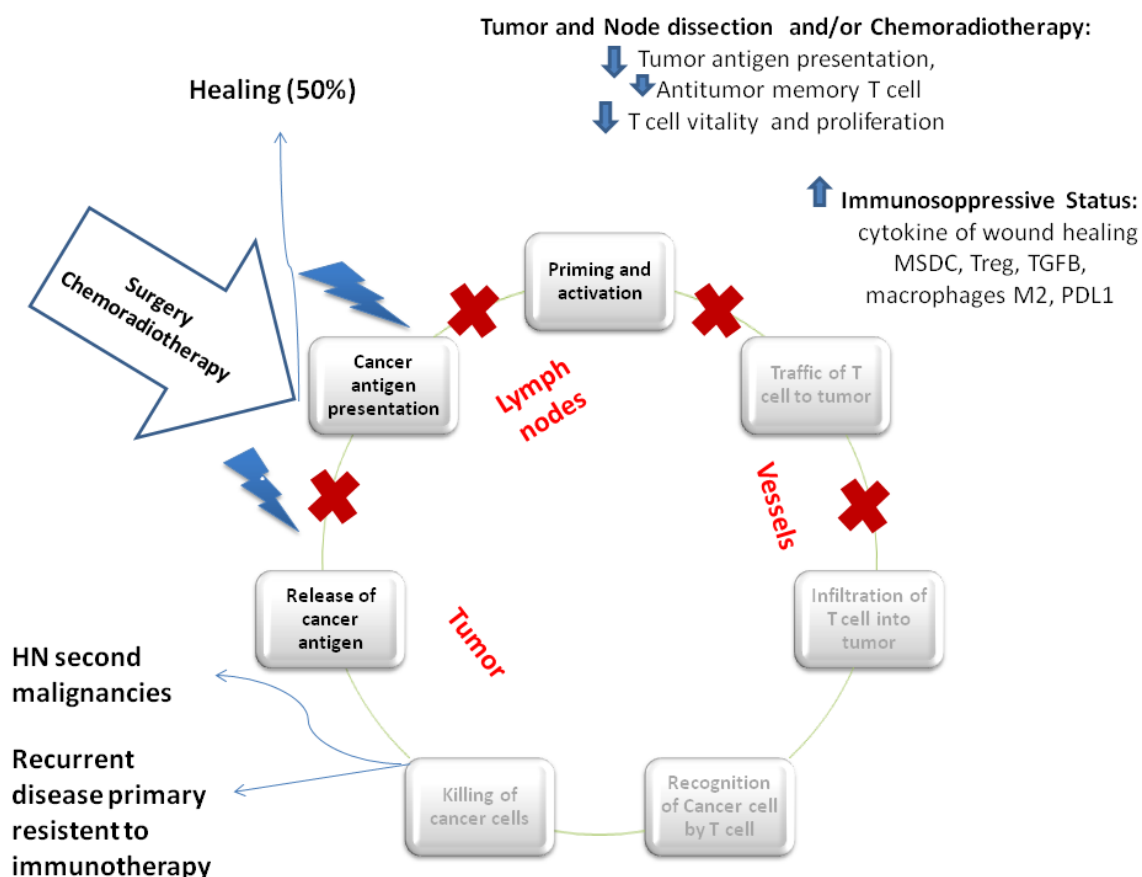 Tumor and Node dissection and/or Chemoradiotherapy:
Tumor antigen presentation,
Antitumor memory T cell
T cell vitality and proliferation
Healing (50%)
Immunosoppressive Status:
cytokine of wound healing
MSDC, Treg, TGFB,
macrophages M2, PDL1
Surgery
Chemoradiotherapy
Priming and
activation
Cancer
antigen
presentation
Lymph
nodes
Traffic of T
cell to tumor
Vessels
Release of
cancer
antigen
Tumor
Infiltration of
T cell into
tumor
HN second
malignancies
Recurrent
disease primary
resistent to
immunotherapy
Killing of
cancer cells
Recognition
of Cancer cell
by T cell